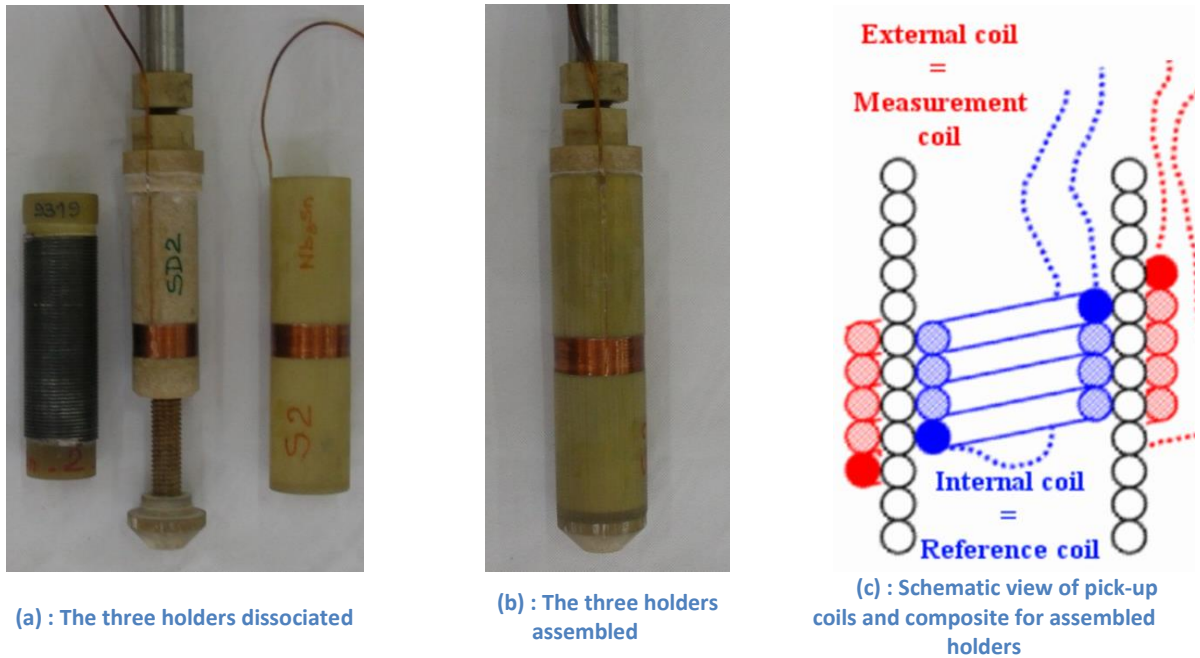 9319
SD2
Nb3Sn
S2
External coil
=
Measurement
coil
Internal coil
=
Reference coil
(a) : The three holders dissociated
(b) : The three holders
assembled
(c) : Schematic view of pick-up
coils and composite for assembled
holders